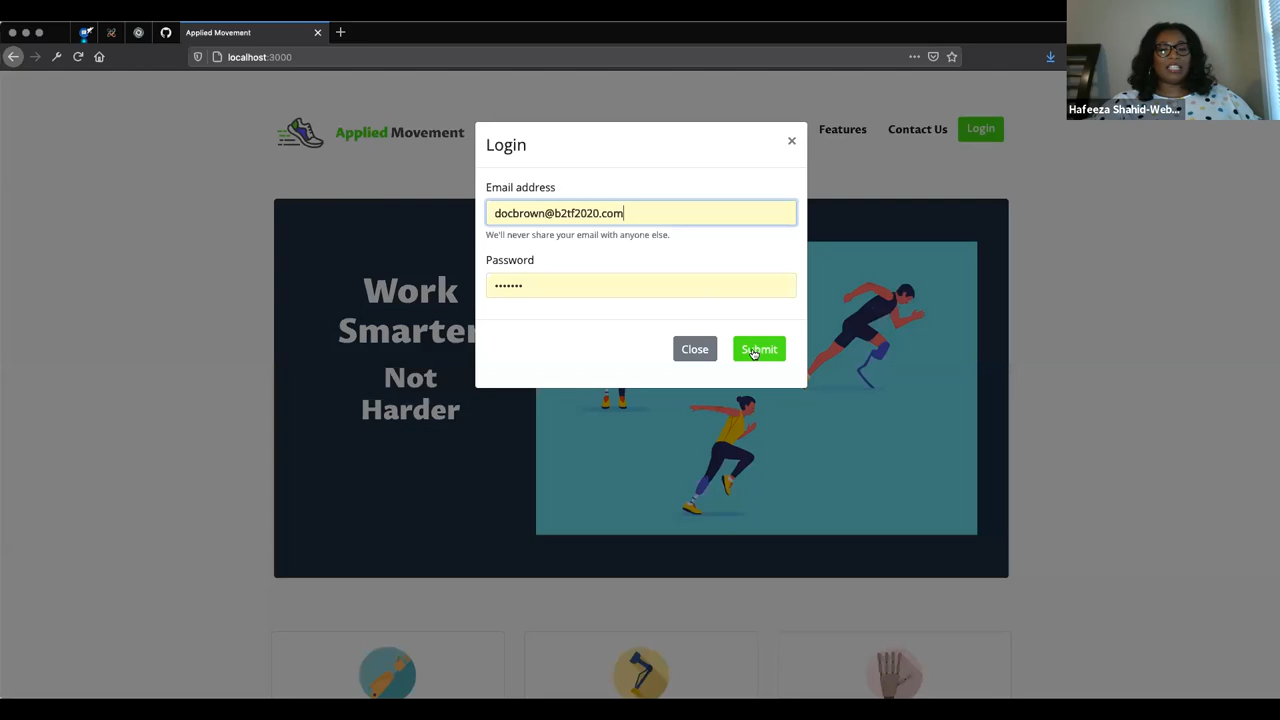 Applied Movement
localhost:3000
Hafeeza Shahid-Web...
Applied Movement
Features
Contact Us
Login
Login
×
Email address
docbrown@b2tf2020.com
We'll never share your email with anyone else.
Password
•••••••
Close
Submit
Work
Smarter
Not
Harder